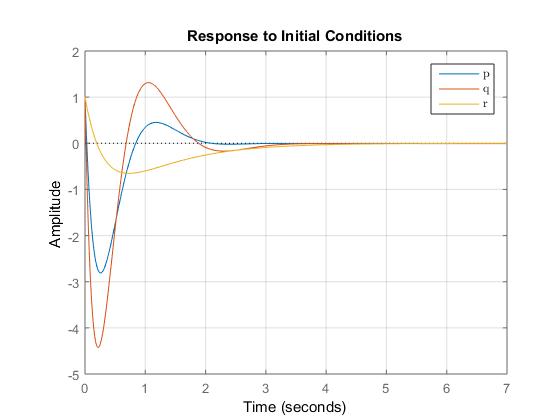 Response to Initial Conditions
p
q
r
2
1
0
-1
-2
-3
-4
-5
Amplitude
0 1 2 3 4 5 6 7
Time (seconds)